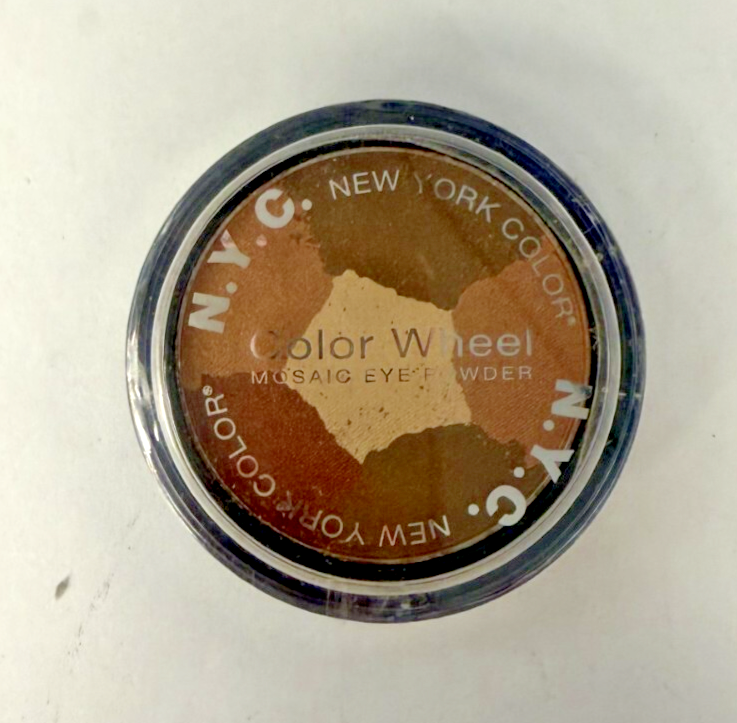 N.Y.C. NEW YORK COLOR®
Color Wheel
MOSAIC EYE POWDER
N.Y.C. NEW YORK COLOR®